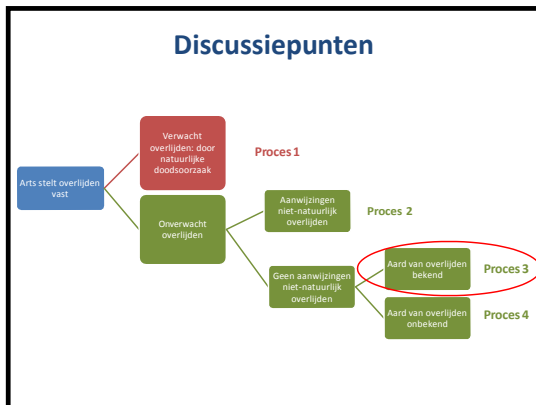 Discussiepunten
Verwacht
overlijden: door
natuurlijke
doodsoorzaak
Proces 1
Arts stelt overlijden
vast
Onverwacht
overlijden
Aanwijzingen
niet-natuurlijk
overlijden
Proces 2
Geen aanwijzingen
niet-natuurlijk
overlijden
Aard van overlijden
bekend
Proces 3
Aard van overlijden
onbekend
Proces 4